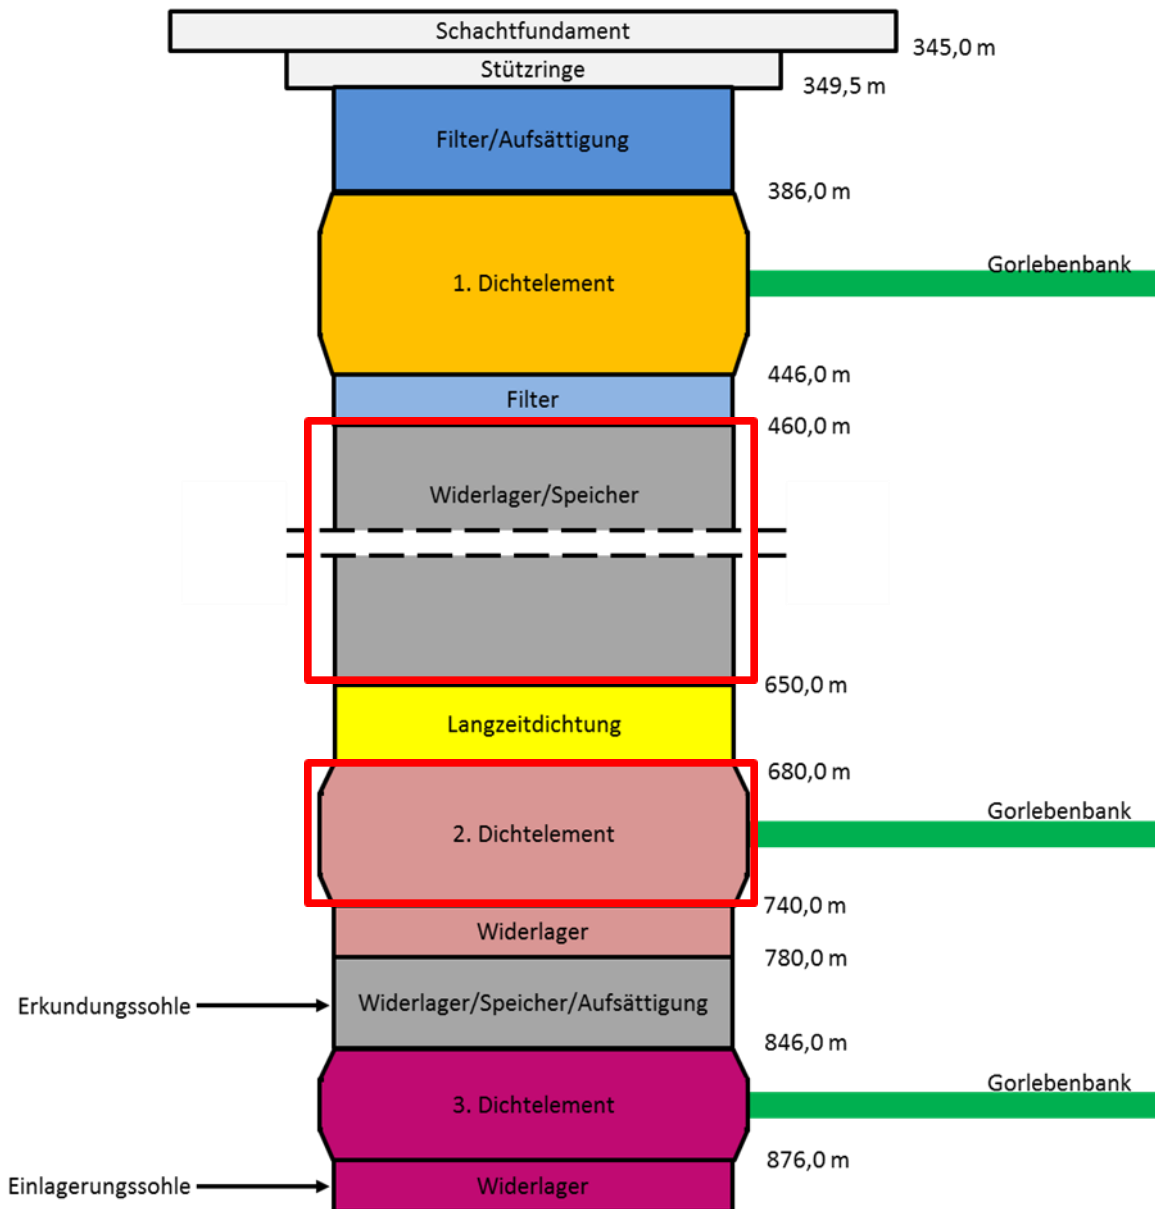 Schachtfundament
345,0 m
Stützringe
349,5 m
Filter/Aufsättigung
386,0 m
Gorlebenbank
1. Dichtelement
446,0 m
Filter
460,0 m
Widerlager/Speicher
650,0 m
Langzeitdichtung
680,0 m
Gorlebenbank
2. Dichtelement
740,0 m
Widerlager
780,0 m
Erkundungssohle
Widerlager/Speicher/Aufsättigung
846,0 m
Gorlebenbank
3. Dichtelement
876,0 m
Einlagerungssohle
Widerlager